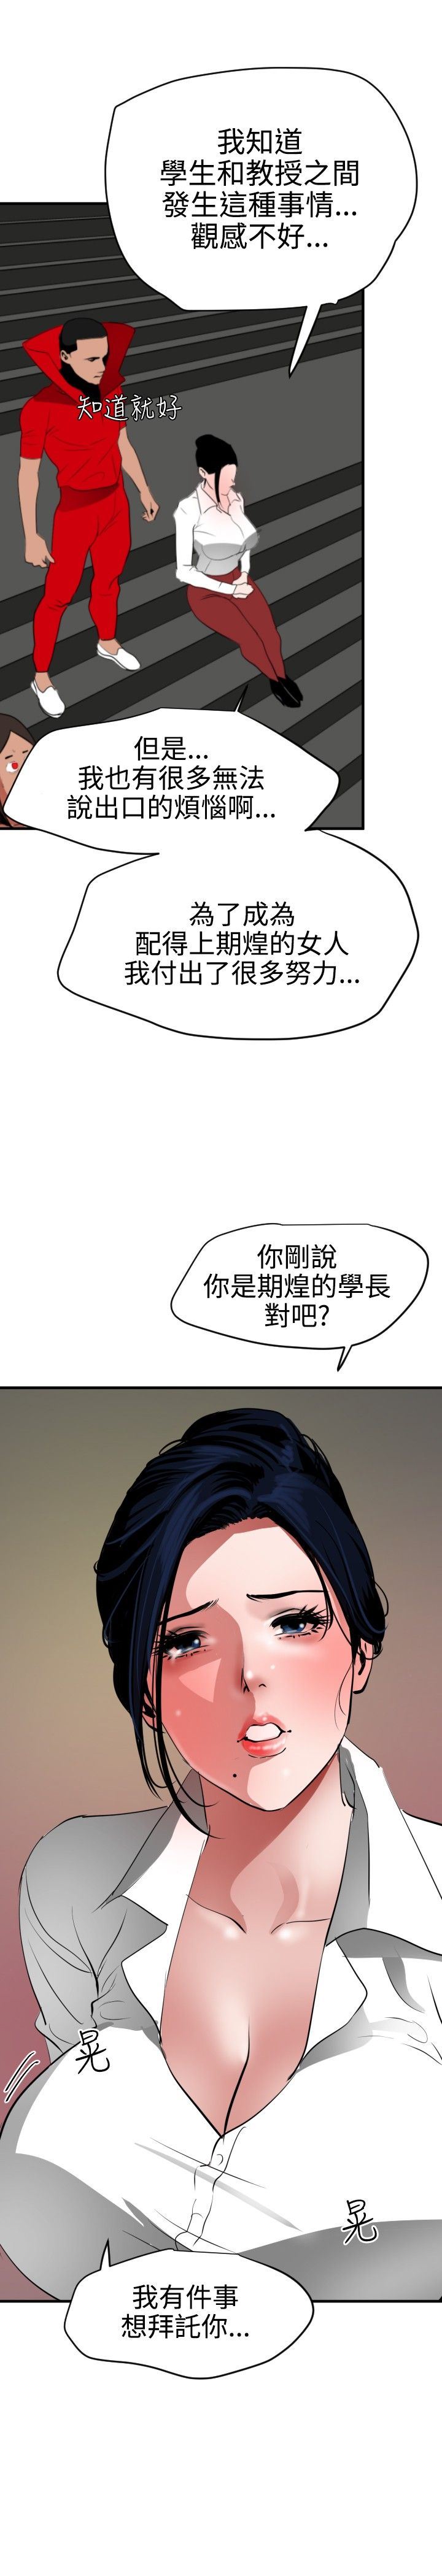 我知道
學生和教授之間
發生這種事情...
觀感不好...
知道就好
但是...
我也有很多無法
說出口的煩惱啊...
為了成為
配得上期煌的女人
我付出了很多努力...
你剛說
你是期煌的學長
對吧?
晃
晃
我有件事
想拜託你...